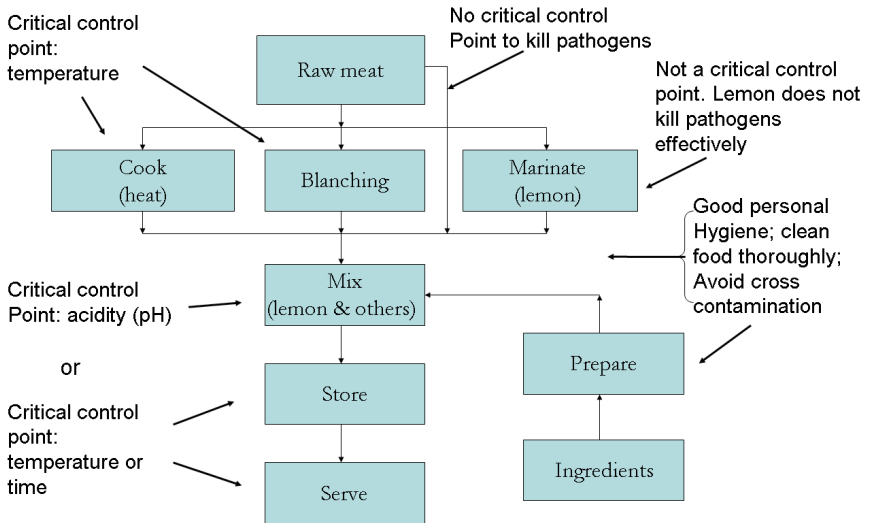 Critical control
point:
temperature
No critical control
Point to kill pathogens
Raw meat
Not a critical control
point. Lemon does not
kill pathogens
effectively
Cook
(heat)
Blanching
Marinate
(lemon)
Good personal
Hygiene; clean
food thoroughly;
Avoid cross
contamination
Critical control
Point: acidity (pH)
Mix
(lemon & others)
or
Prepare
Store
Critical control
point:
temperature or
time
Ingredients
Serve